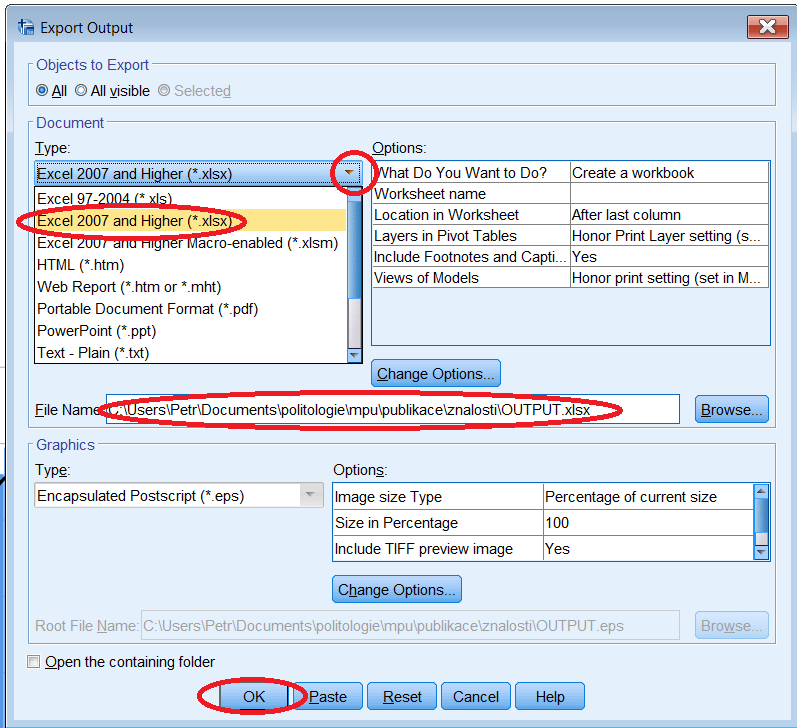 Export Output
Objects to Export
All All visible Selected
Document
Type:
Excel 2007 and Higher (*.xlsx)
Excel 97-2004 (*.xls)
Excel 2007 and Higher (*.xlsx)
Excel 2007 and Higher Macro-enabled (*.xlsm)
HTML (*.htm)
Web Report (*.htm or *.mht)
Portable Document Format (*.pdf)
PowerPoint (*.ppt)
Text - Plain (*.txt)
Options:
What Do You Want to Do? Create a workbook
Worksheet name
Location in Worksheet After last column
Layers in Pivot Tables Honor Print Layer setting (s...
Include Footnotes and Capti... Yes
Views of Models Honor print setting (set in M...
Change Options...
File Name: C:\Users\Petr\Documents\politologie\mpu\publikace\znalosti\OUTPUT.xlsx Browse...
Graphics
Type:
Encapsulated Postscript (*.eps)
Options:
Image size Type Percentage of current size
Size in Percentage 100
Include TIFF preview image Yes
Change Options...
Root File Name: C:\Users\Petr\Documents\politologie\mpu\publikace\znalosti\OUTPUT.eps Browse...
Open the containing folder
OK Paste Reset Cancel Help